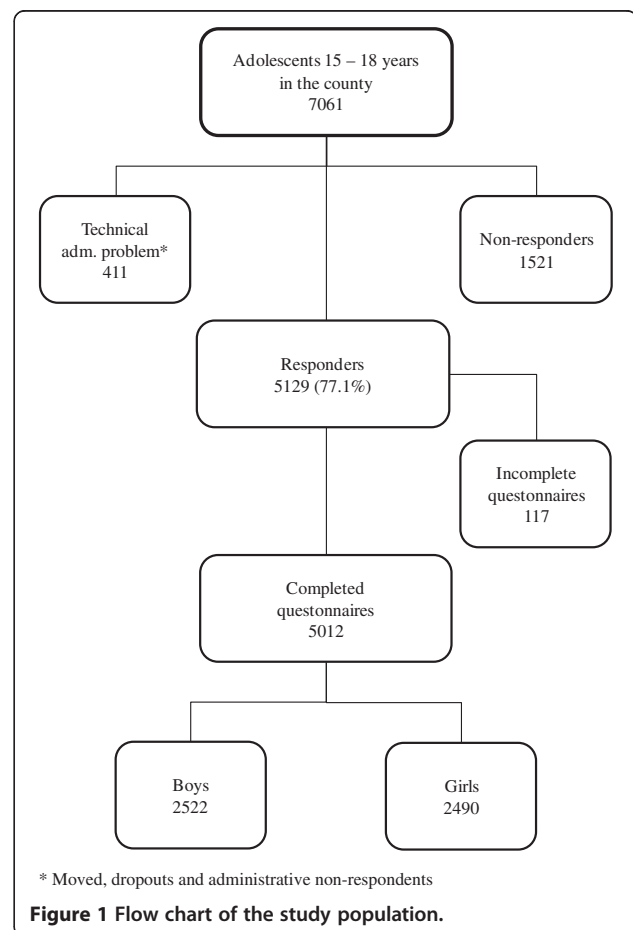 Adolescents 15 – 18 years
in the county
7061
Technical
adm. problem*
411
Non-responders
1521
Responders
5129 (77.1%)
Incomplete
questonnaires
117
Completed
questonnaires
5012
Boys
2522
Girls
2490
* Moved, dropouts and administrative non-respondents
Figure 1 Flow chart of the study population.